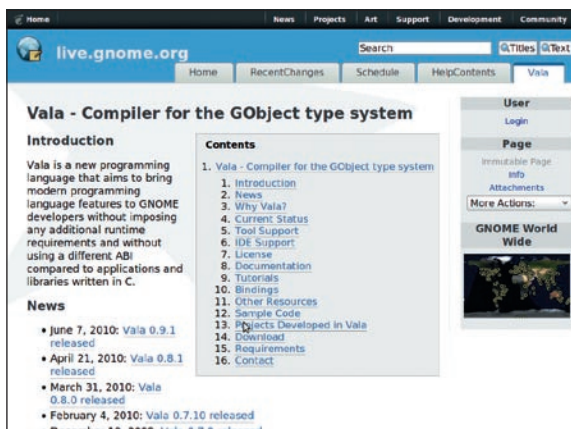 Home News Projects Art Support Development Community
live.gnome.org
Search Titles Text
Home RecentChanges Schedule HelpContents Vala
Vala - Compiler for the GObject type system
Introduction
Vala is a new programming
language that aims to bring
modern programming
language features to GNOME
developers without imposing
any additional runtime
requirements and without
using a different ABI
compared to applications and
libraries written in C.
News
• June 7, 2010: Vala 0.9.1
released
• April 21, 2010: Vala 0.8.1
released
• March 31, 2010: Vala
0.8.0 released
• February 4, 2010: Vala 0.7.10 released
Contents
1. Vala - Compiler for the GObject type system
1. Introduction
2. News
3. Why Vala?
4. Current Status
5. Tool Support
6. IDE Support
7. License
8. Documentation
9. Tutorials
10. Bindings
11. Other Resources
12. Sample Code
13. Projects Developed in Vala
14. Download
15. Requirements
16. Contact
User
Login
Page
Immutable Page
Info
Attachments
More Actions:
GNOME World
Wide